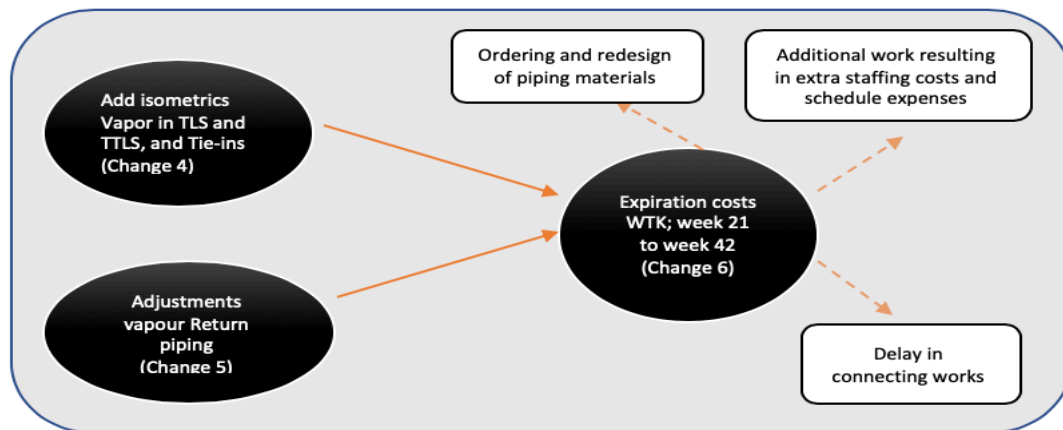 Ordering and redesign
of piping materials
Additional work resulting
in extra staffing costs and
schedule expenses
Add isometrics
Vapor in TLS and
TTLS, and Tie-ins
(Change 4)
Expiration costs
WTK; week 21
to week 42
(Change 6)
Adjustments
vapour Return
piping
(Change 5)
Delay in
connecting works